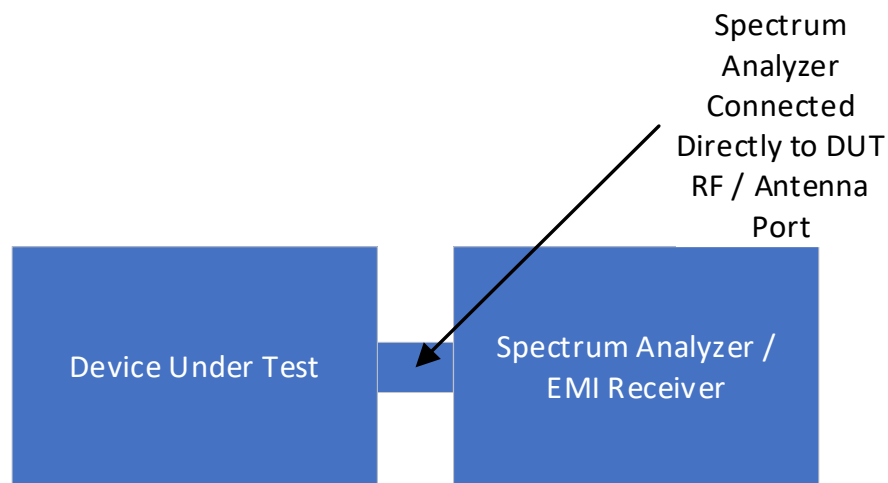 Spectrum
Analyzer
Connected
Directly to DUT
RF / Antenna
Port
Device Under Test
Spectrum Analyzer /
EMI Receiver